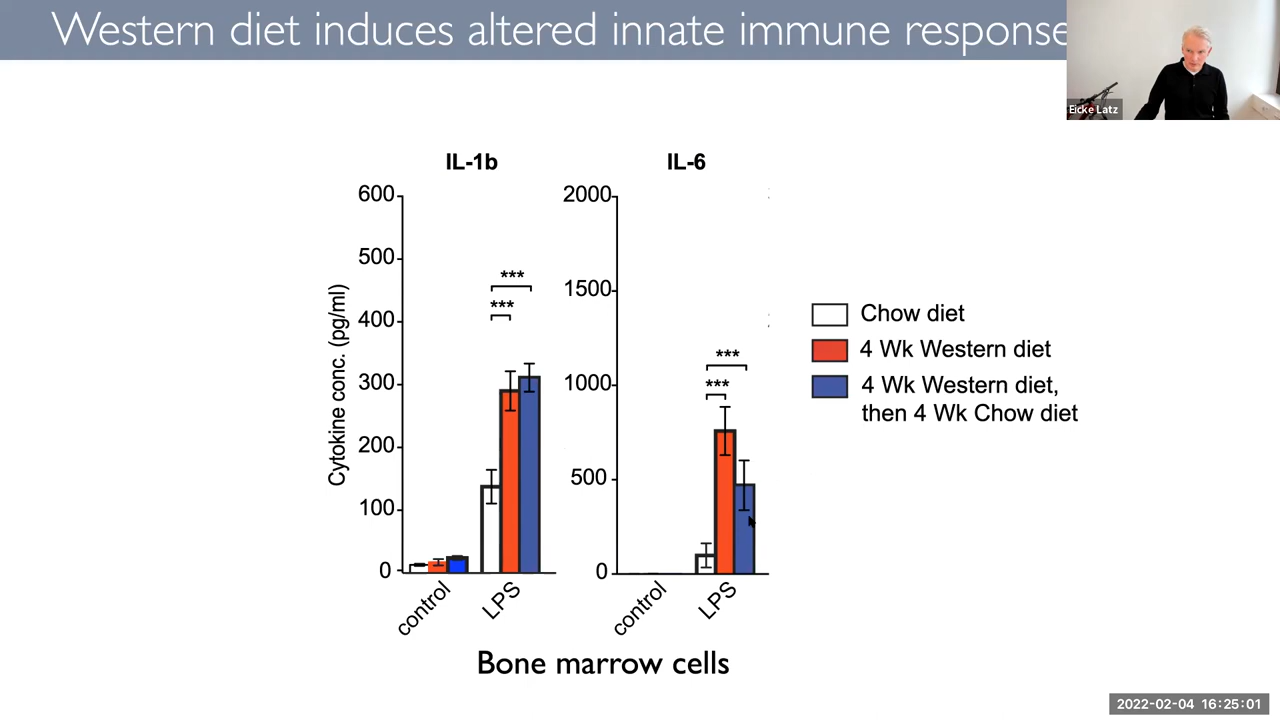 Western diet induces altered innate immune response
Eicke Latz
IL-1b
IL-6
Cytokine conc. (pg/ml)
600
500
400
300
200
100
0
***
***
control
LPS
2000
1500
1000
500
0
***
***
control
LPS
Chow diet
4 Wk Western diet
4 Wk Western diet,
then 4 Wk Chow diet
Bone marrow cells
2022-02-04 16:25:01